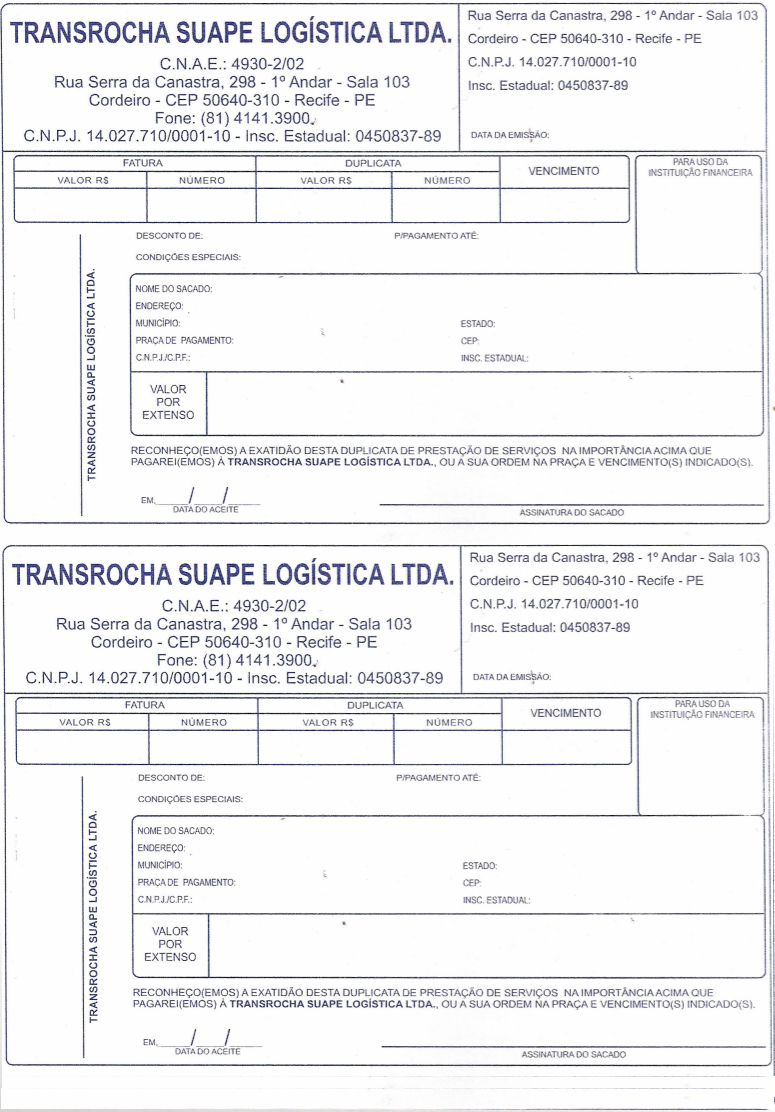 TRANSROCHA SUAPE LOGÍSTICA LTDA.
C.N.A.E.: 4930-2/02
Rua Serra da Canastra, 298 - 1º Andar - Sala 103
Cordeiro - CEP 50640-310 - Recife - PE
Fone: (81) 4141.3900
C.N.P.J. 14.027.710/0001-10 - Insc. Estadual: 0450837-89
Rua Serra da Canastra, 298 - 1º Andar - Sala 103
Cordeiro - CEP 50640-310 - Recife - PE
C.N.P.J. 14.027.710/0001-10
Insc. Estadual: 0450837-89
DATA DA EMISSÃO:
FATURA
DUPLICATA
VENCIMENTO
PARA USO DA
INSTITUIÇÃO FINANCEIRA
VALOR R$ NÚMERO VALOR R$ NÚMERO
DESCONTO DE: P/PAGAMENTO ATÉ:
CONDIÇÕES ESPECIAIS:
TRANSROCHA SUAPE LOGÍSTICA LTDA.
NOME DO SACADO:
ENDEREÇO:
MUNICÍPIO: ESTADO:
PRAÇA DE PAGAMENTO: CEP:
C.N.P.J./C.P.F.: INSC. ESTADUAL:
VALOR
POR
EXTENSO
RECONHEÇO(EMOS) A EXATIDÃO DESTA DUPLICATA DE PRESTAÇÃO DE SERVIÇOS NA IMPORTÂNCIA ACIMA QUE
PAGAREI(EMOS) À TRANSROCHA SUAPE LOGÍSTICA LTDA., OU A SUA ORDEM NA PRAÇA E VENCIMENTO(S) INDICADO(S).
EM,_____/_____/_____
DATA DO ACEITE
ASSINATURA DO SACADO
TRANSROCHA SUAPE LOGÍSTICA LTDA.
C.N.A.E.: 4930-2/02
Rua Serra da Canastra, 298 - 1º Andar - Sala 103
Cordeiro - CEP 50640-310 - Recife - PE
Fone: (81) 4141.3900
C.N.P.J. 14.027.710/0001-10 - Insc. Estadual: 0450837-89
Rua Serra da Canastra, 298 - 1º Andar - Sala 103
Cordeiro - CEP 50640-310 - Recife - PE
C.N.P.J. 14.027.710/0001-10
Insc. Estadual: 0450837-89
DATA DA EMISSÃO:
FATURA
DUPLICATA
VENCIMENTO
PARA USO DA
INSTITUIÇÃO FINANCEIRA
VALOR R$ NÚMERO VALOR R$ NÚMERO
DESCONTO DE: P/PAGAMENTO ATÉ:
CONDIÇÕES ESPECIAIS:
TRANSROCHA SUAPE LOGÍSTICA LTDA.
NOME DO SACADO:
ENDEREÇO:
MUNICÍPIO: ESTADO:
PRAÇA DE PAGAMENTO: CEP:
C.N.P.J./C.P.F.: INSC. ESTADUAL:
VALOR
POR
EXTENSO
RECONHEÇO(EMOS) A EXATIDÃO DESTA DUPLICATA DE PRESTAÇÃO DE SERVIÇOS NA IMPORTÂNCIA ACIMA QUE
PAGAREI(EMOS) À TRANSROCHA SUAPE LOGÍSTICA LTDA., OU A SUA ORDEM NA PRAÇA E VENCIMENTO(S) INDICADO(S).
EM,_____/_____/_____
DATA DO ACEITE
ASSINATURA DO SACADO